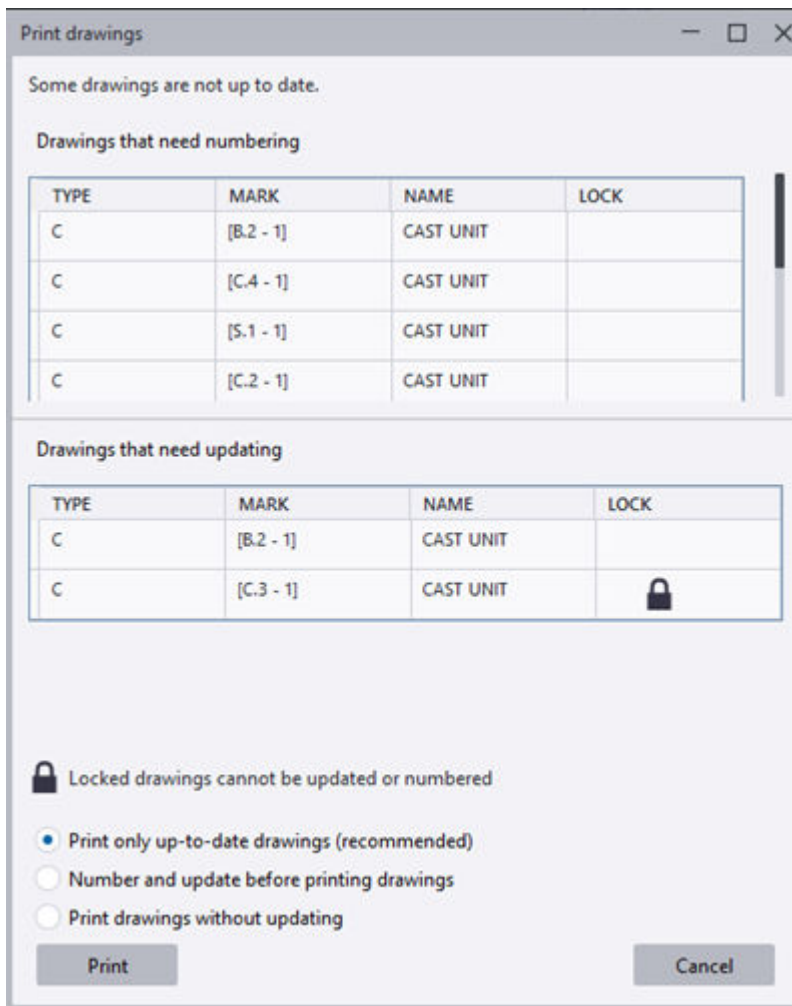 Print drawings
Some drawings are not up to date.
Drawings that need numbering
TYPE MARK NAME LOCK
C [B.2 - 1] CAST UNIT
C [C.4 - 1] CAST UNIT
C [S.1 - 1] CAST UNIT
C [C.2 - 1] CAST UNIT
Drawings that need updating
TYPE MARK NAME LOCK
C [B.2 - 1] CAST UNIT
C [C.3 - 1] CAST UNIT
Locked drawings cannot be updated or numbered
Print only up-to-date drawings (recommended)
Number and update before printing drawings
Print drawings without updating
Print Cancel